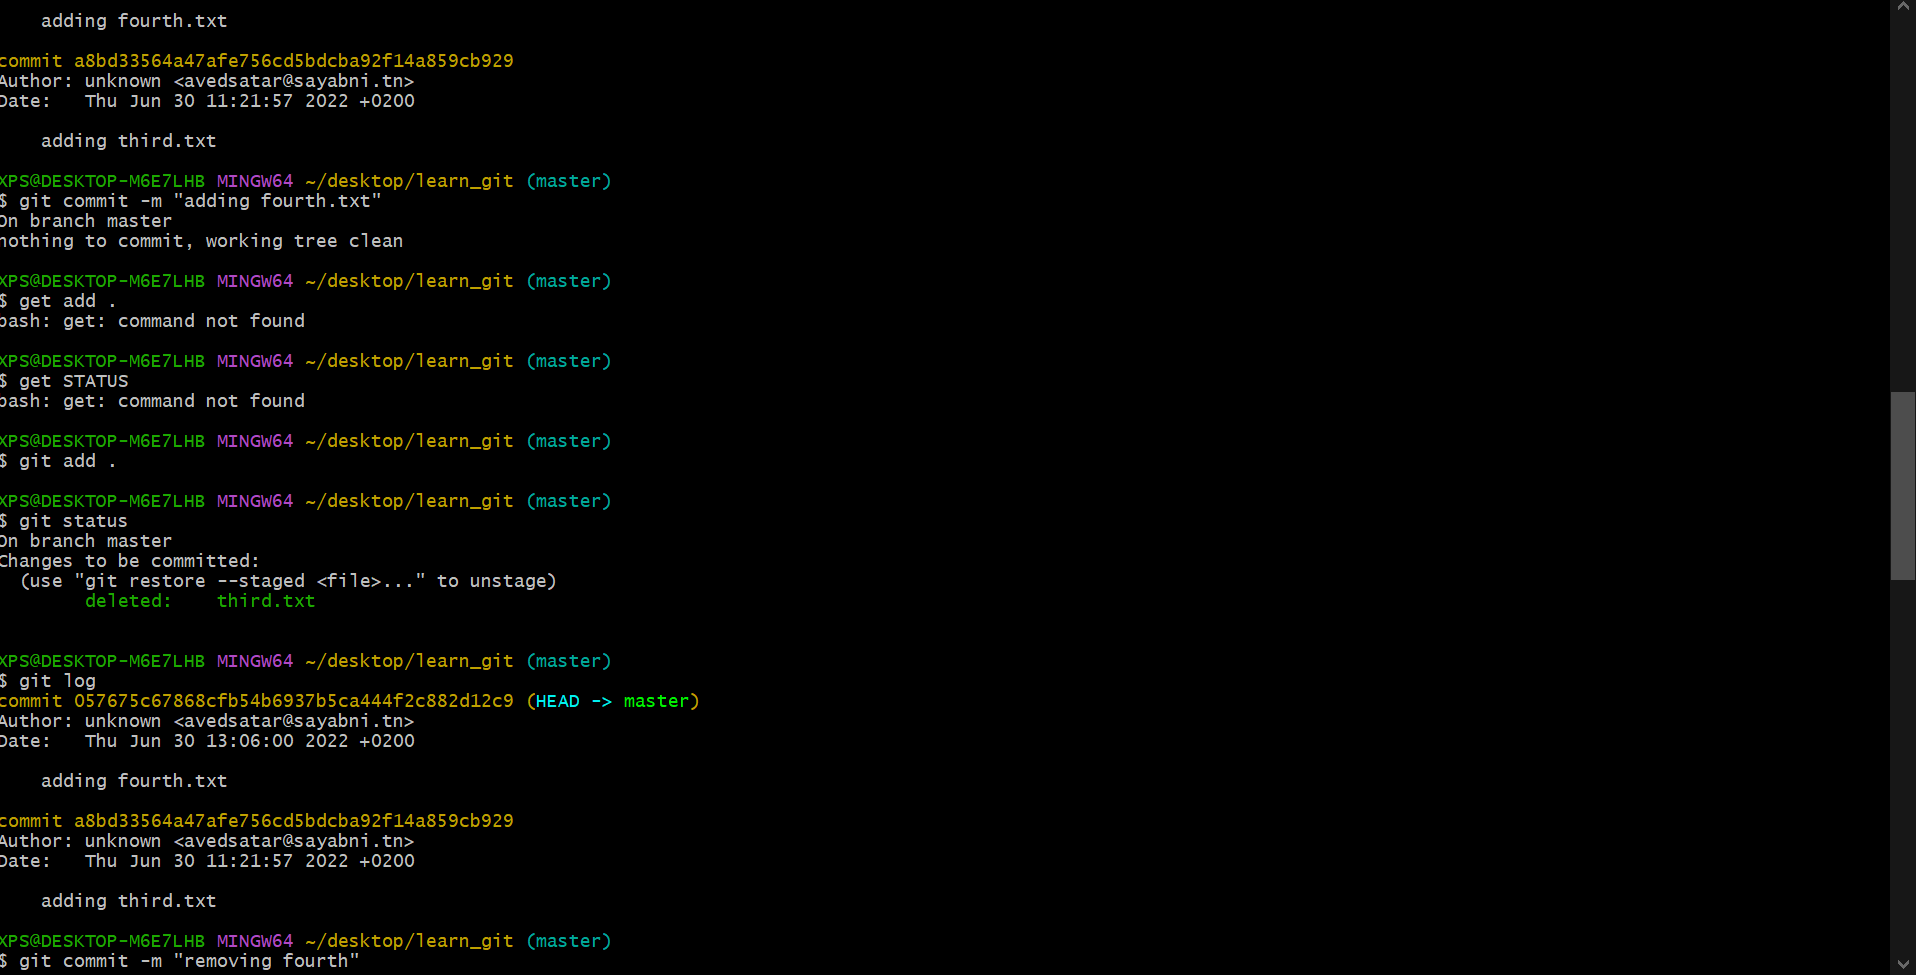 adding fourth.txt
commit a8bd33564a47afe756cd5bdcba92f14a859cb929
Author: unknown <avedsatar@sayabni.tn>
Date:   Thu Jun 30 11:21:57 2022 +0200
adding third.txt
XPS@DESKTOP-M6E7LHB MINGW64 ~/desktop/learn_git (master)
$ git commit -m "adding fourth.txt"
On branch master
nothing to commit, working tree clean
XPS@DESKTOP-M6E7LHB MINGW64 ~/desktop/learn_git (master)
$ get add .
bash: get: command not found
XPS@DESKTOP-M6E7LHB MINGW64 ~/desktop/learn_git (master)
$ get STATUS
bash: get: command not found
XPS@DESKTOP-M6E7LHB MINGW64 ~/desktop/learn_git (master)
$ git add .
XPS@DESKTOP-M6E7LHB MINGW64 ~/desktop/learn_git (master)
$ git status
On branch master
Changes to be committed:
(use "git restore --staged <file>..." to unstage)
deleted:    third.txt
XPS@DESKTOP-M6E7LHB MINGW64 ~/desktop/learn_git (master)
$ git log
commit 057675c67868cfb54b6937b5ca444f2c882d12c9 (HEAD -> master)
Author: unknown <avedsatar@sayabni.tn>
Date:   Thu Jun 30 13:06:00 2022 +0200
adding fourth.txt
commit a8bd33564a47afe756cd5bdcba92f14a859cb929
Author: unknown <avedsatar@sayabni.tn>
Date:   Thu Jun 30 11:21:57 2022 +0200
adding third.txt
XPS@DESKTOP-M6E7LHB MINGW64 ~/desktop/learn_git (master)
$ git commit -m "removing fourth"